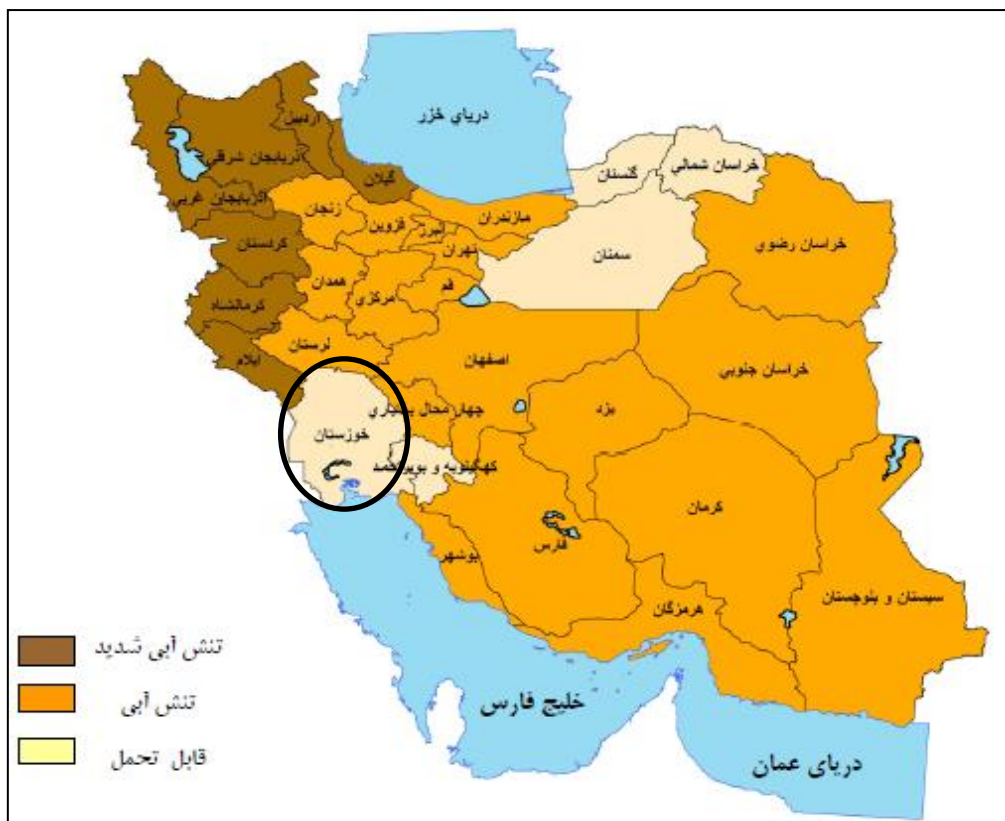 دریای خزر
اردبیل
آذربایجان شرقی
گیلان
آذربایجان غربی
گلستان
خراسان شمالی
زنجان
قزوین
البرز
مازندران
تهران
سمنان
خراسان رضوی
کردستان
همدان
مرکزی
قم
کرمانشاه
لرستان
ایلام
اصفهان
خراسان جنوبی
یزد
چهار محال بختیاری
خوزستان
کهگیلویه و بویراحمد
کرمان
فارس
بوشهر
سیستان و بلوچستان
هرمزگان
خلیج فارس
دریای عمان
تنش آبی شدید
تنش آبی
قابل تحمل